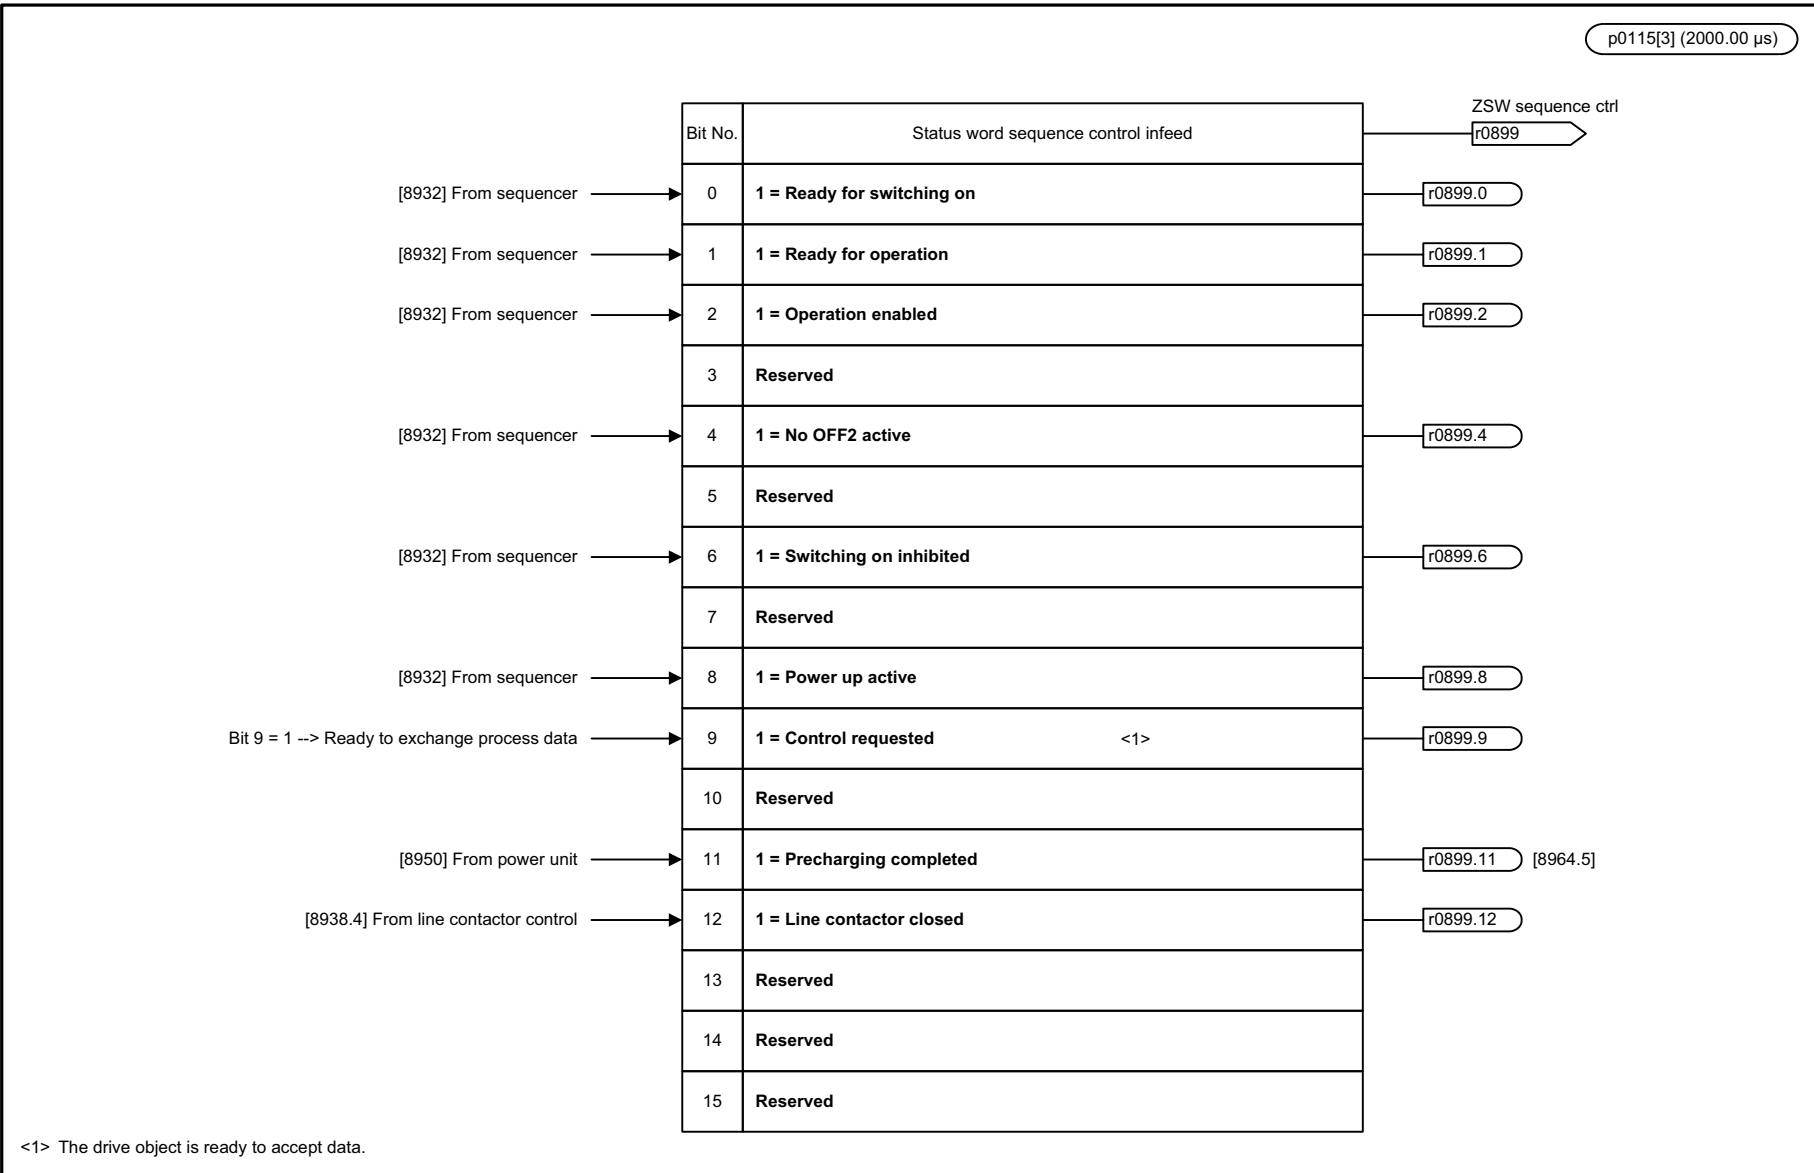 p0115[3] (2000.00 µs)
ZSW sequence ctrl
Bit No. Status word sequence control infeed r0899
[8932] From sequencer 0 1 = Ready for switching on r0899.0
[8932] From sequencer 1 1 = Ready for operation r0899.1
[8932] From sequencer 2 1 = Operation enabled r0899.2
3 Reserved
[8932] From sequencer 4 1 = No OFF2 active r0899.4
5 Reserved
[8932] From sequencer 6 1 = Switching on inhibited r0899.6
7 Reserved
[8932] From sequencer 8 1 = Power up active r0899.8
Bit 9 = 1 --> Ready to exchange process data 9 1 = Control requested <1> r0899.9
10 Reserved
[8950] From power unit 11 1 = Precharging completed r0899.11 [8964.5]
[8938.4] From line contactor control 12 1 = Line contactor closed r0899.12
13 Reserved
14 Reserved
15 Reserved
<1> The drive object is ready to accept data.